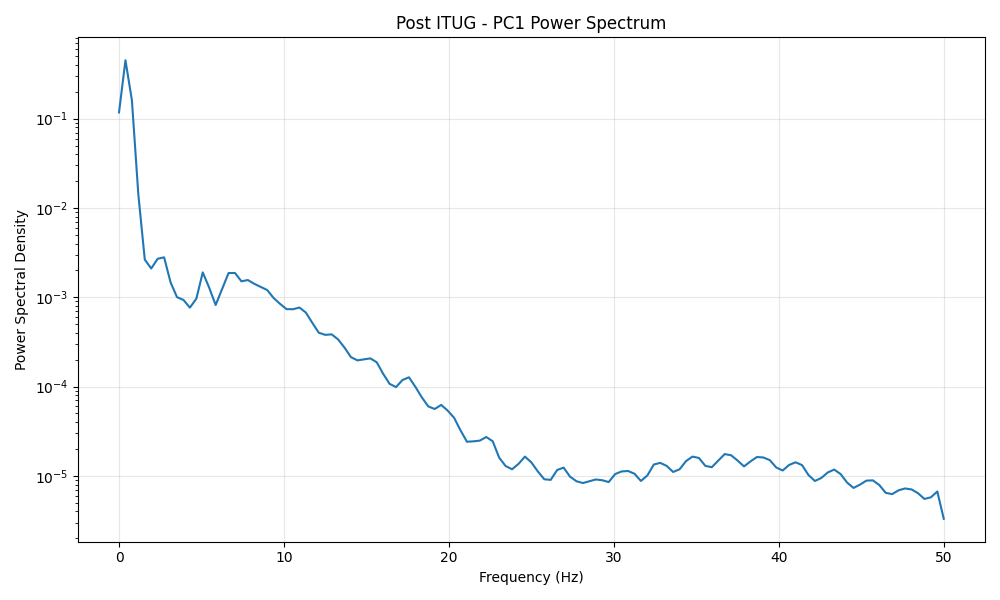 Post ITUG - PC1 Power Spectrum
Power Spectral Density
10⁻¹
10⁻²
10⁻³
10⁻⁴
10⁻⁵
0 10 20 30 40 50
Frequency (Hz)